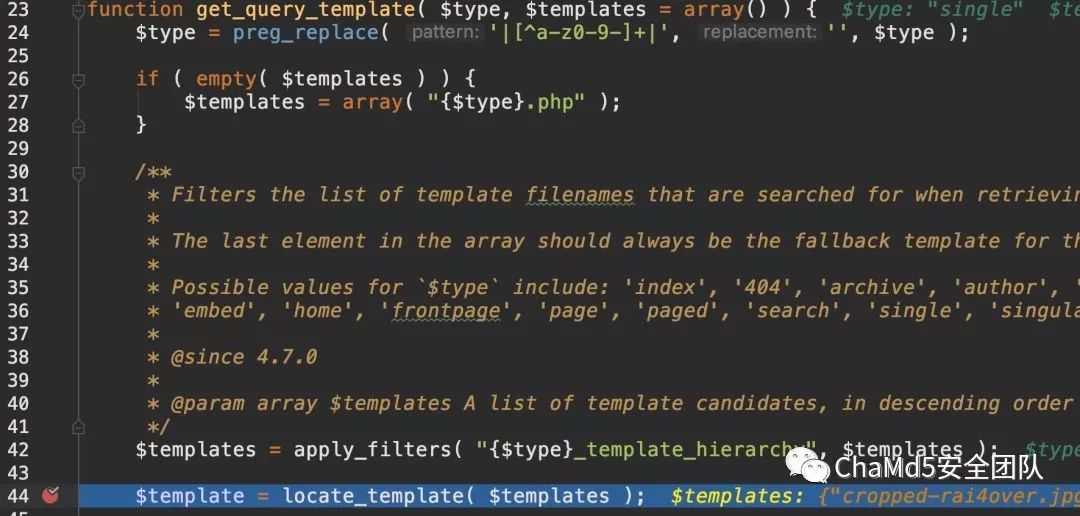 23 function get_query_template( $type, $templates = array() ) { $type: "single" $te
24 $type = preg_replace( pattern: '|[^a-z0-9-]+|', replacement: '', $type );
25
26 if ( empty( $templates ) ) {
27 $templates = array( "{$type}.php" );
28 }
29
30 /**
31 * Filters the list of template filenames that are searched for when retrievin
32 *
33 * The last element in the array should always be the fallback template for th
34 *
35 * Possible values for `$type` include: 'index', '404', 'archive', 'author', '
36 * 'embed', 'home', 'frontpage', 'page', 'paged', 'search', 'single', 'singula
37 *
38 * @since 4.7.0
39 *
40 * @param array $templates A list of template candidates, in descending order
41 */
42 $templates = apply_filters( "{$type}_template_hierarchy", $templates ); $type
43
44 $template = locate_template( $templates ); $templates: {"cropped-rai4over.jpg
ChaMd5安全团队